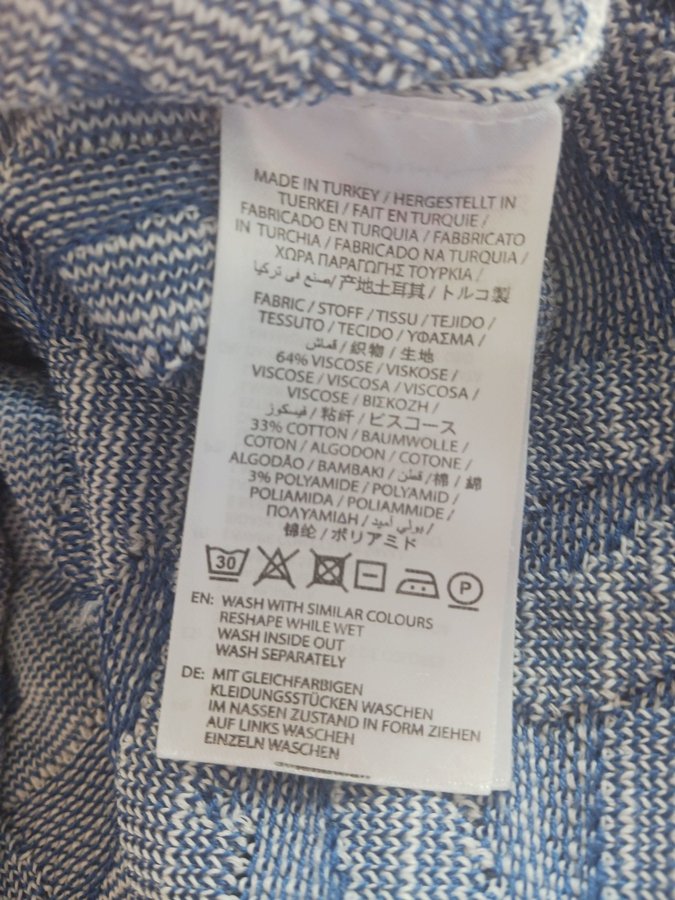 MADE IN TURKEY / HERGESTELLT IN
TUERKEI / FAIT EN TURQUIE /
FABRICADO EN TURQUIA / FABBRICATO
IN TURCHIA / FABRICADO NA TURQUIA /
ΧΩΡΑ ΠΑΡΑΓΩΓΗΣ ΤΟΥΡΚΙΑ /
صنع في تركيا / 产地土耳其 / トルコ製
FABRIC / STOFF / TISSU / TEJIDO /
TESSUTO / TECIDO / ΥΦΑΣΜΑ /
قماش / 織物 / 生地
64% VISCOSE / VISKOSE /
VISCOSE / VISCOSA / VISCOSA /
VISCOSE / ΒΙΣΚΟΖΗ /
فيسكوز / 粘纤 / ビスコース
33% COTTON / BAUMWOLLE /
COTON / ALGODON / COTONE /
ALGODÃO / BAMBAKI / قطن / 棉 / 綿
3% POLYAMIDE / POLYAMID /
POLIAMIDA / POLIAMMIDE /
ΠΟΛΥΑΜΙΔΗ / بولي أميد /
锦纶 / ポリアミド
30 P
EN: WASH WITH SIMILAR COLOURS
RESHAPE WHILE WET
WASH INSIDE OUT
WASH SEPARATELY
DE: MIT GLEICHFARBIGEN
KLEIDUNGSSTÜCKEN WASCHEN
IM NASSEN ZUSTAND IN FORM ZIEHEN
AUF LINKS WASCHEN
EINZELN WASCHEN